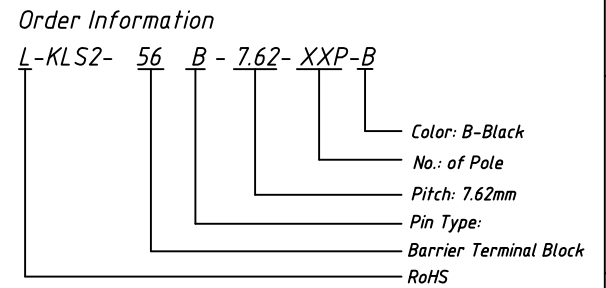 Order Information
L-KLS2- 56 B - 7.62- XXP-B
Color: B-Black
No.: of Pole
Pitch: 7.62mm
Pin Type:
Barrier Terminal Block
RoHS